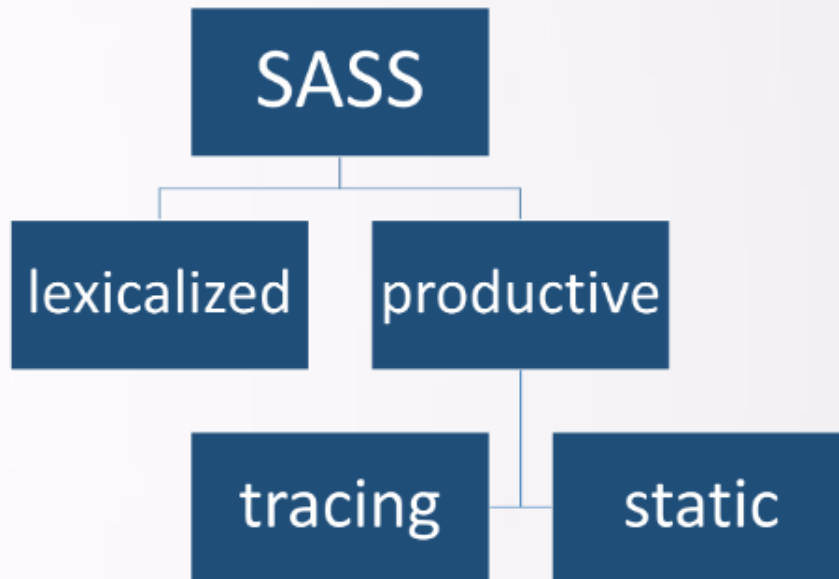 SASS
lexicalized
productive
tracing
static